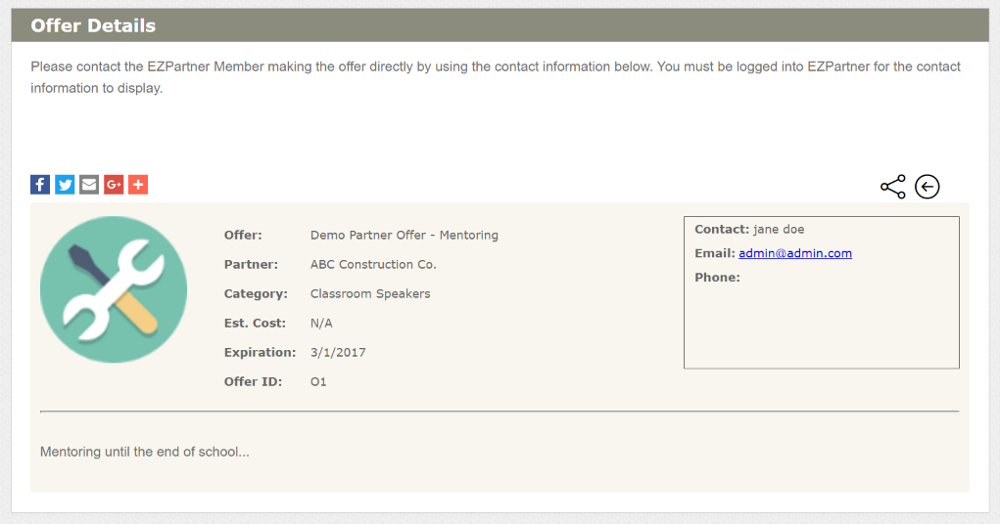 Offer Details
Please contact the EZPartner Member making the offer directly by using the contact information below. You must be logged into EZPartner for the contact
information to display.
Offer: Demo Partner Offer - Mentoring
Partner: ABC Construction Co.
Category: Classroom Speakers
Est. Cost: N/A
Expiration: 3/1/2017
Offer ID: O1
Contact: jane doe
Email: admin@admin.com
Phone:
Mentoring until the end of school...